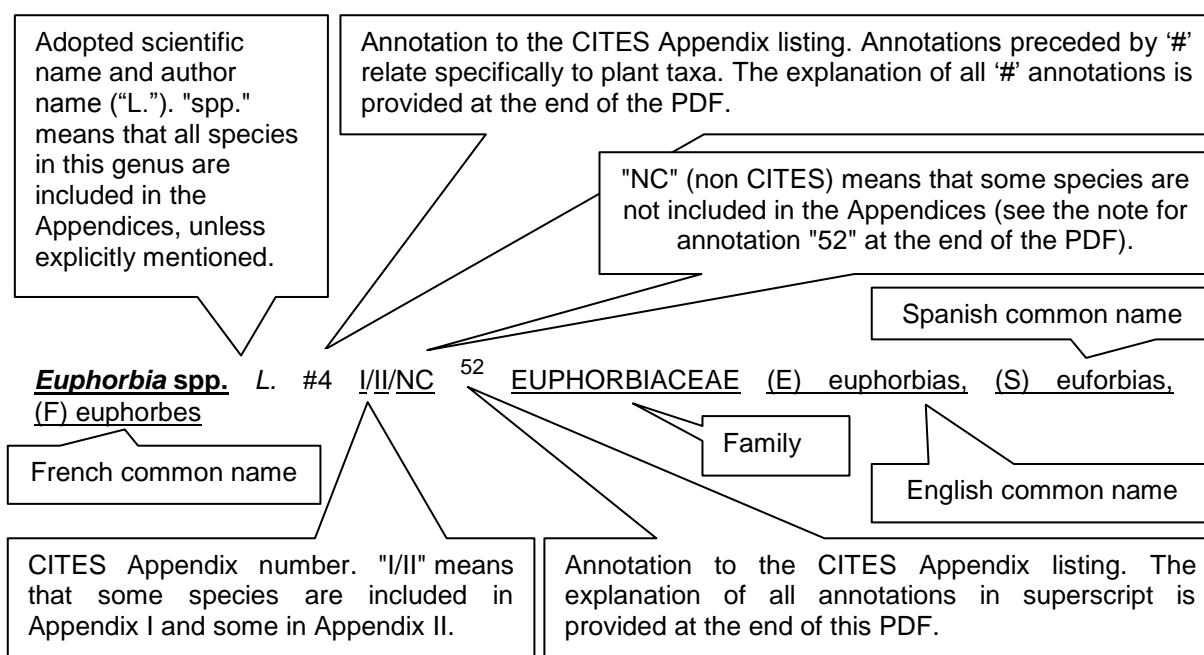 Adopted scientific
name and author
name (“L.”). "spp."
means that all species
in this genus are
included in the
Appendices, unless
explicitly mentioned.
Annotation to the CITES Appendix listing. Annotations preceded by ‘#’
relate specifically to plant taxa. The explanation of all ‘#’ annotations is
provided at the end of the PDF.
"NC" (non CITES) means that some species are
not included in the Appendices (see the note for
annotation "52" at the end of the PDF).
Spanish common name
Euphorbia spp. L. #4 I/II/NC 52 EUPHORBIACEAE (E) euphorbias, (S) euforbias,
(F) euphorbes
French common name
Family
English common name
CITES Appendix number. "I/II" means
that some species are included in
Appendix I and some in Appendix II.
Annotation to the CITES Appendix listing. The
explanation of all annotations in superscript is
provided at the end of this PDF.